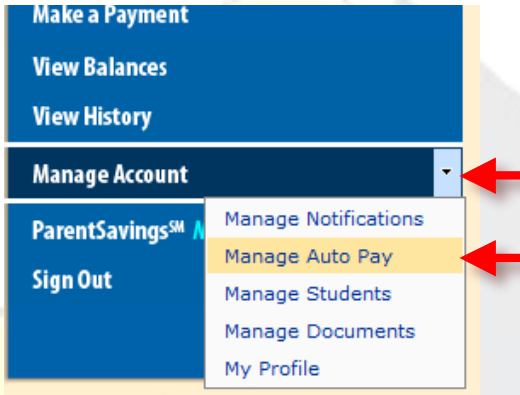 Make a Payment
View Balances
View History
Manage Account
ParentSavings℠
Sign Out
Manage Notifications
Manage Auto Pay
Manage Students
Manage Documents
My Profile